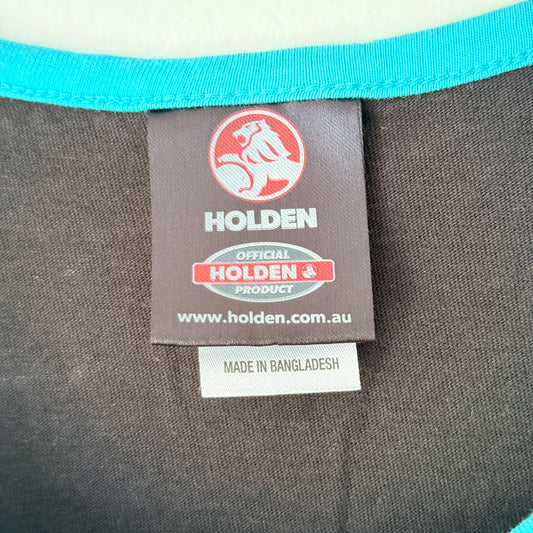 HOLDEN
OFFICIAL
HOLDEN
PRODUCT
www.holden.com.au
MADE IN BANGLADESH